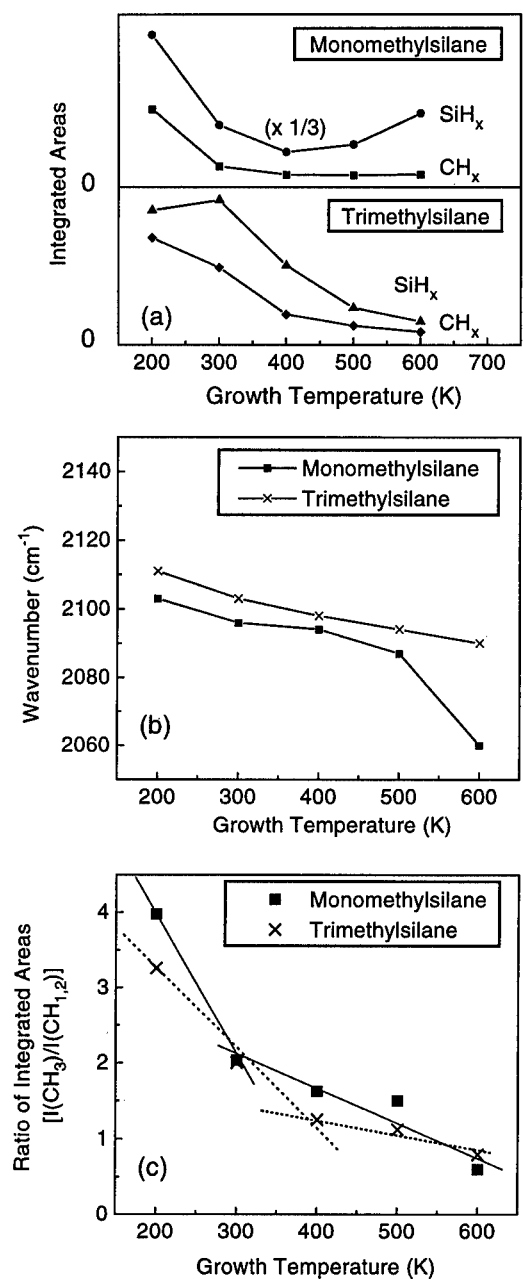 Monomethylsilane
(x 1/3)
SiHx
CHx
0
Integrated Areas
Trimethylsilane
SiHx
CHx
0
(a)
200 300 400 500 600 700
Growth Temperature (K)
2140
2120
2100
2080
2060
Wavenumber (cm-1)
Monomethylsilane
Trimethylsilane
(b)
200 300 400 500 600
Growth Temperature (K)
4
3
2
1
0
Ratio of Integrated Areas
[I(CH3)/I(CH1,2)]
Monomethylsilane
Trimethylsilane
(c)
200 300 400 500 600
Growth Temperature (K)